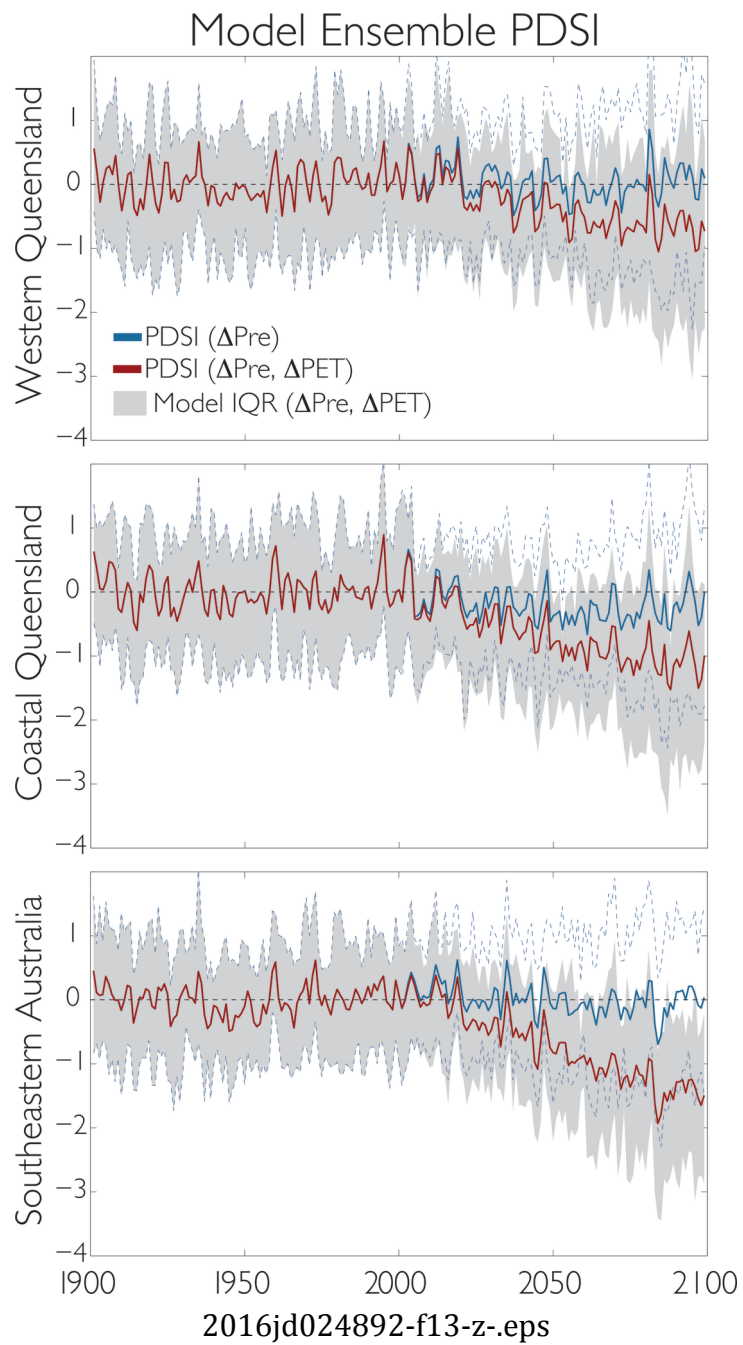 Model Ensemble PDSI
Western Queensland
1
0
−1
−2
−3
−4
PDSI (ΔPre)
PDSI (ΔPre, ΔPET)
Model IQR (ΔPre, ΔPET)
Coastal Queensland
1
0
−1
−2
−3
−4
Southeastern Australia
1
0
−1
−2
−3
−4
1900 1950 2000 2050 2100
2016jd024892-f13-z-.eps